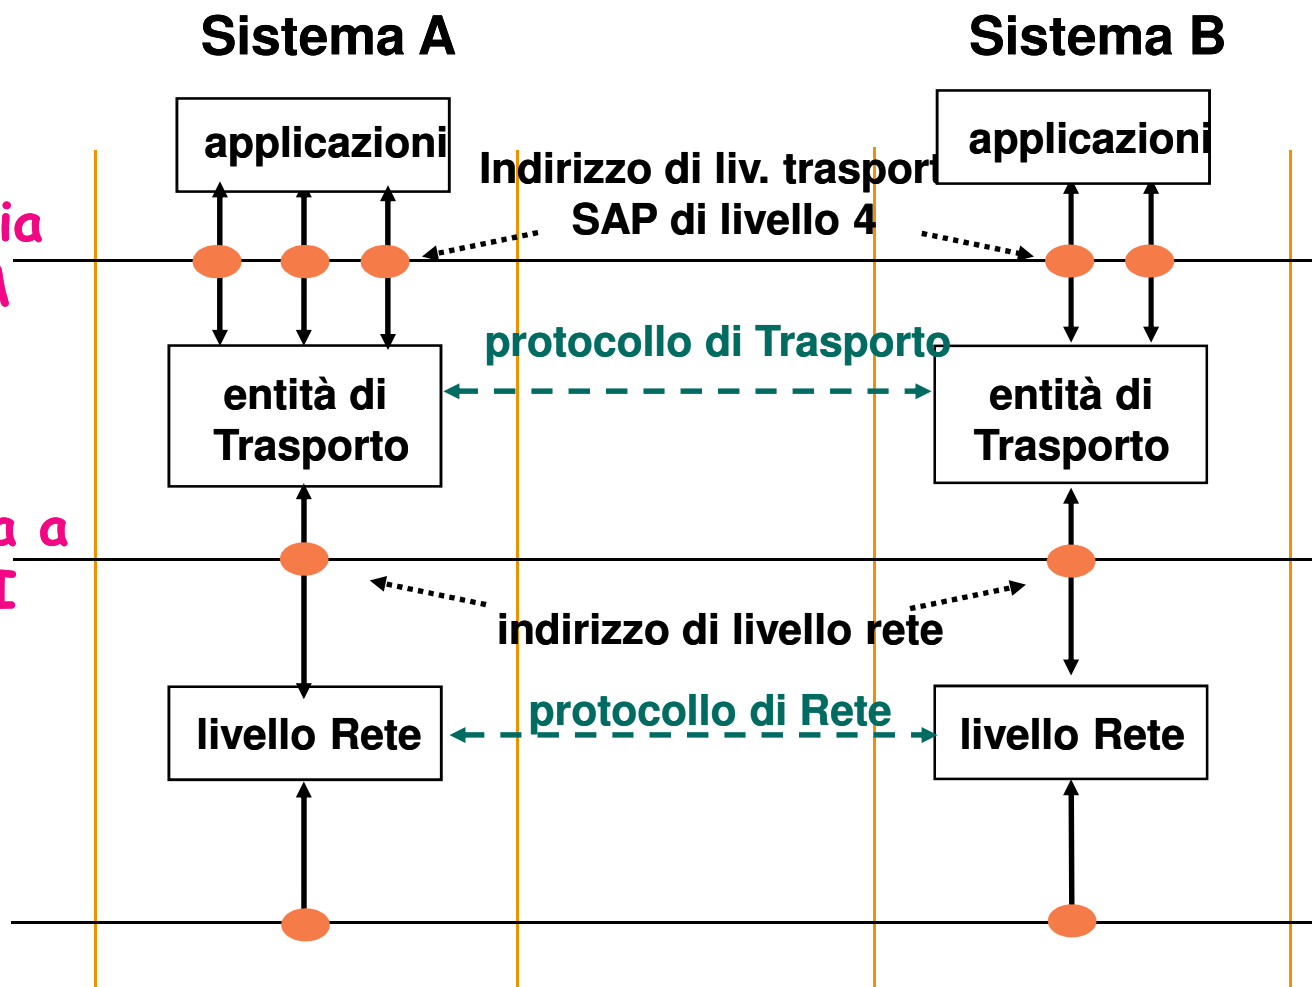 Sistema A
Sistema B
applicazioni
applicazioni
Indirizzo di liv. trasport
SAP di livello 4
ia
protocollo di Trasporto
entità di
Trasporto
entità di
Trasporto
a a
I
indirizzo di livello rete
protocollo di Rete
livello Rete
livello Rete